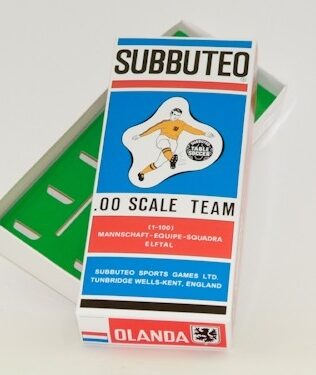 SUBBUTEO
TABLE
SOCCER
.00 SCALE TEAM
(1-100)
MANNSCHAFT-EQUIPE-SQUADRA
ELFTAL
SUBBUTEO SPORTS GAMES LTD.
TUNBRIDGE WELLS-KENT, ENGLAND
OLANDA